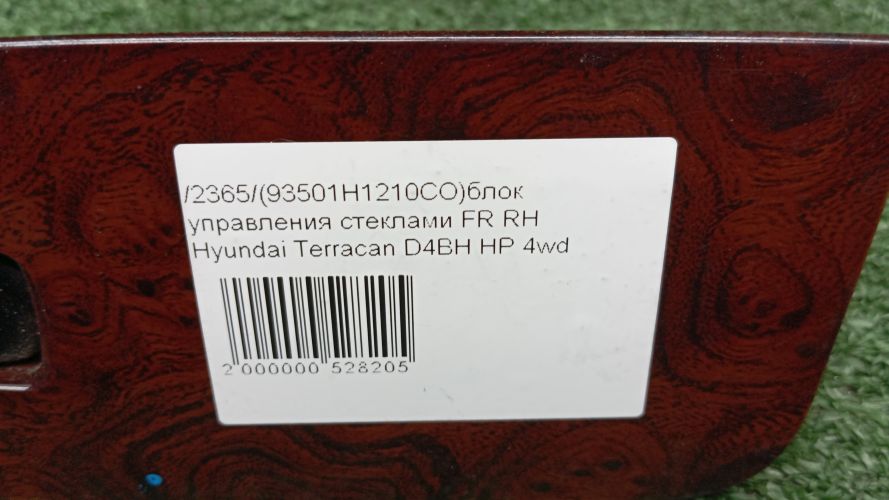 /2365/(93501H1210CO)блок
управления стеклами FR RH
Hyundai Terracan D4BH HP 4wd
2 000000 528205